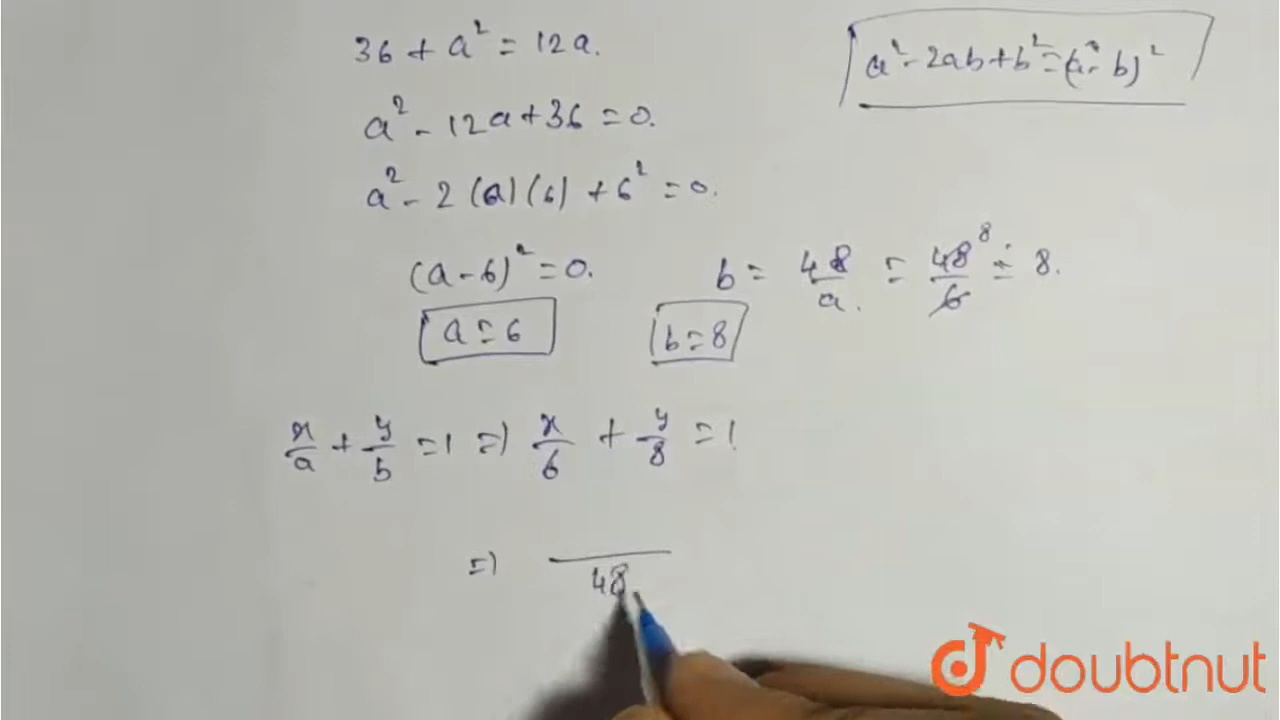 36 + a² = 12a.
a² - 2ab + b² = (a - b)²
a² - 12a + 36 = 0.
a² - 2 (a) (6) + 6² = 0.
(a - 6)² = 0.
b = 48/a. = 48/6 = 8.
8
a = 6
b = 8
x/a + y/b = 1 ⇒ x/6 + y/8 = 1
⇒ /48
doubtnut